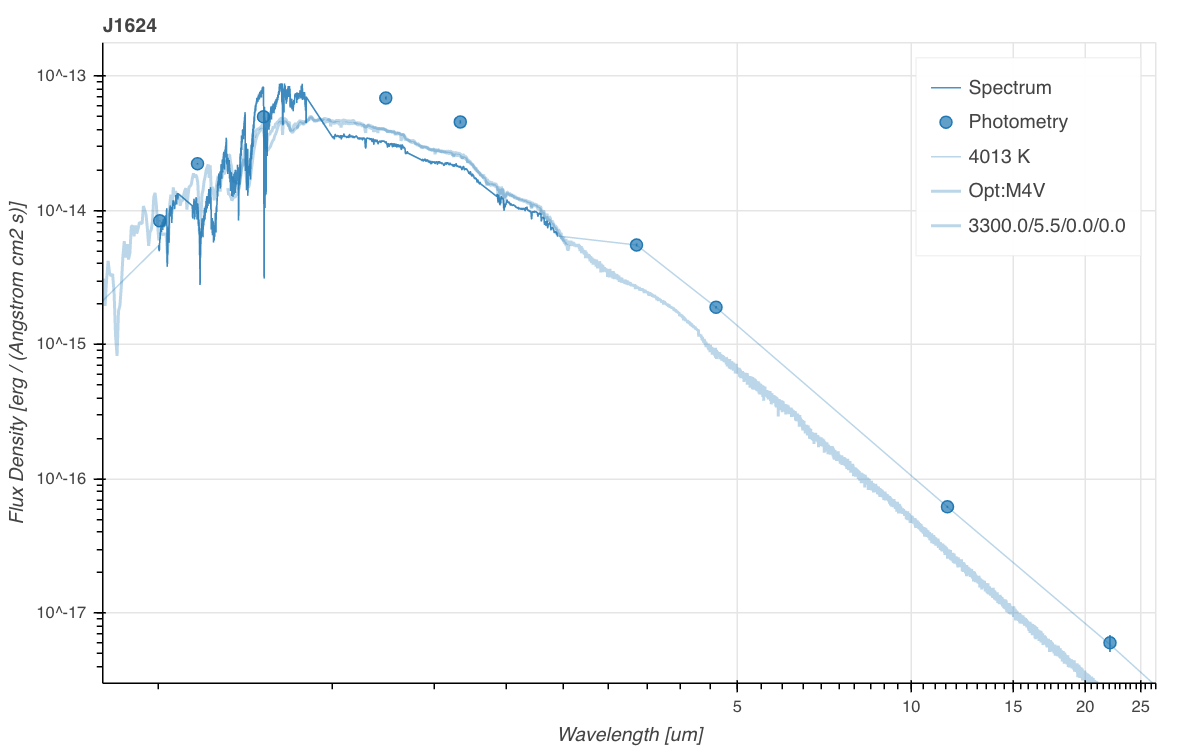 J1624
10^-13
10^-14
10^-15
10^-16
10^-17
Flux Density [erg / (Angstrom cm2 s)]
Spectrum
Photometry
4013 K
Opt:M4V
3300.0/5.5/0.0/0.0
5 10 15 20 25
Wavelength [um]